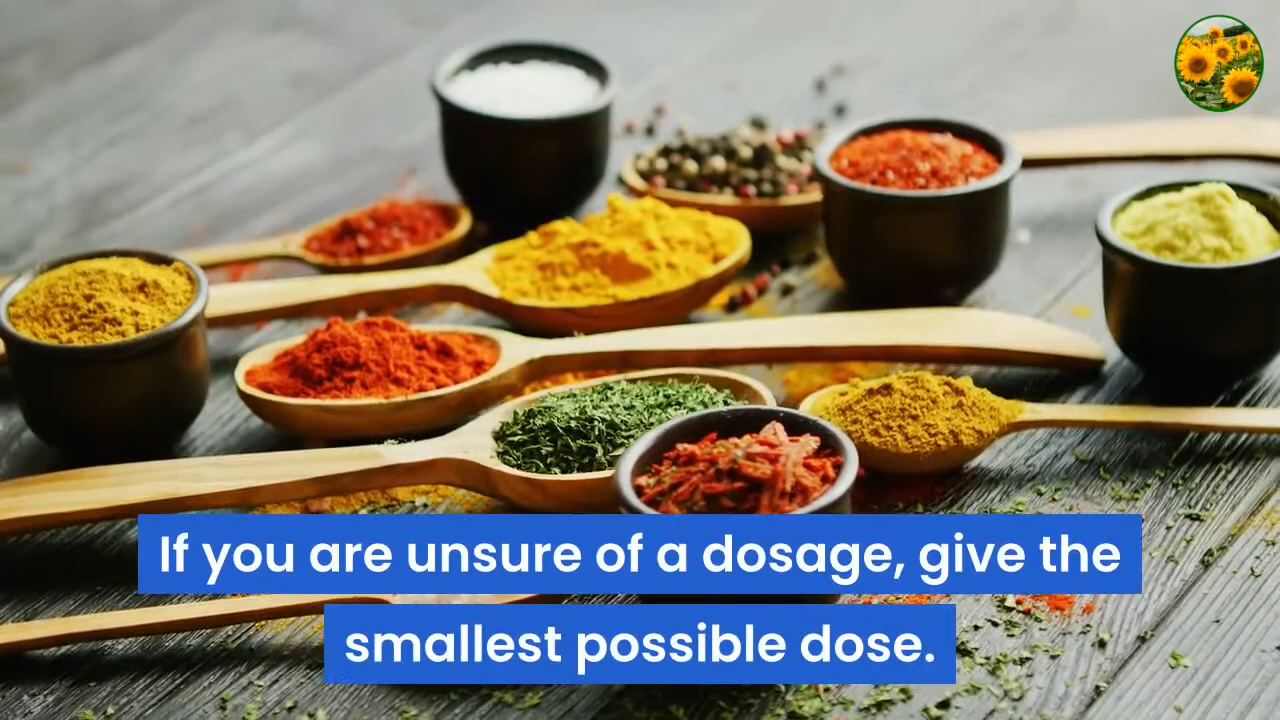 If you are unsure of a dosage, give the
smallest possible dose.